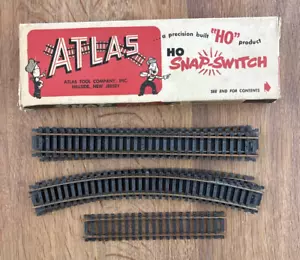 ATLAS
ATLAS TOOL COMPANY, INC.
HILLSIDE, NEW JERSEY
a precision built "HO" product
HO
SNAP-SWITCH
SEE END FOR CONTENTS